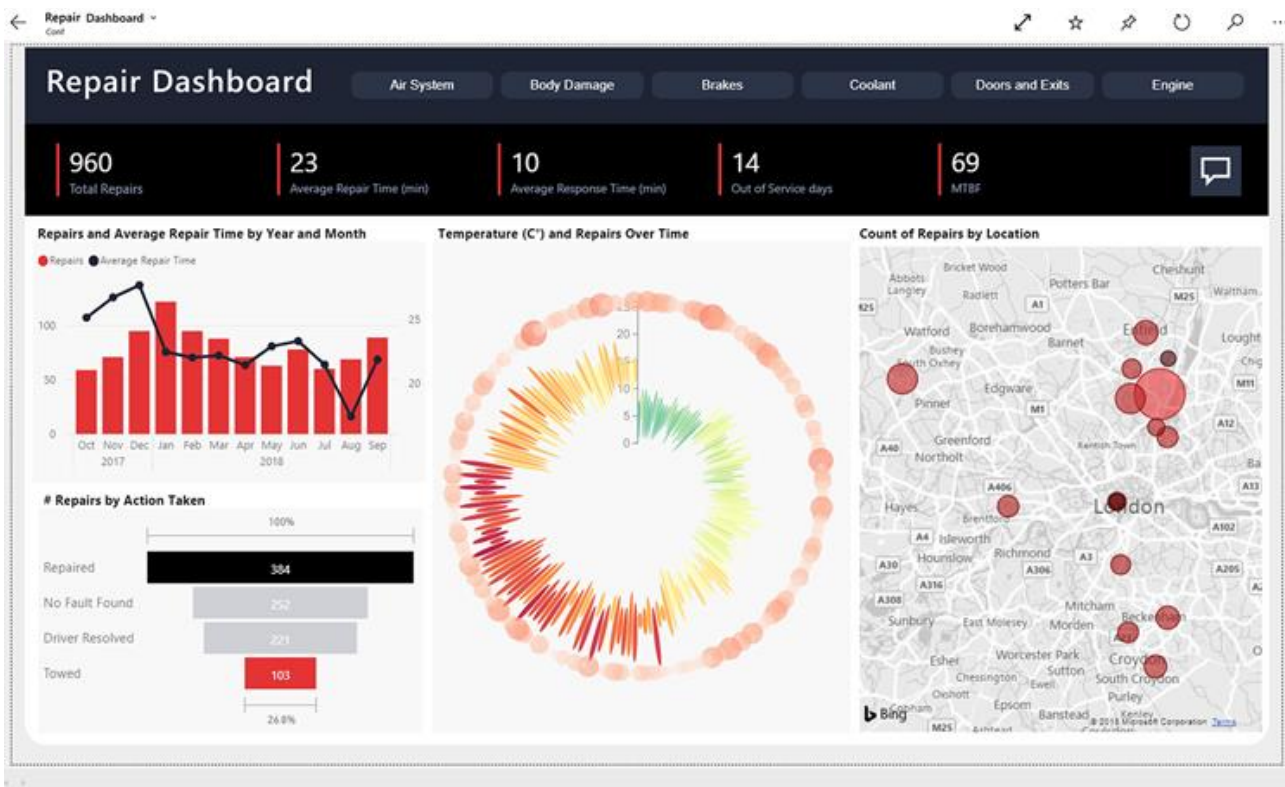 Repair Dashboard
Conf
Repair Dashboard
Air System
Body Damage
Brakes
Coolant
Doors and Exits
Engine
960
Total Repairs
23
Average Repair Time (min)
10
Average Response Time (min)
14
Out of Service days
69
MTBF
Repairs and Average Repair Time by Year and Month
Repairs
Average Repair Time
100
50
0
25
20
Oct Nov Dec Jan Feb Mar Apr May Jun Jul Aug Sep
2017 2018
# Repairs by Action Taken
100%
Repaired 384
No Fault Found 252
Driver Resolved 221
Towed 103
26.8%
Temperature (C°) and Repairs Over Time
20
10
5
0
Count of Repairs by Location
Abbots
Langley
Bricket Wood
Radlett
Potters Bar
Cheshunt
M25
Waltham
M25
A1
Watford
Borehamwood
Barnet
Enfield
Lought
Bushey
South Oxhey
Chig
Edgware
M11
Pinner
M1
A12
Greenford
Kentish Town
A40
Northolt
Ba
A406
A13
Hayes
Brentford
London
A102
A4
Isleworth
Hounslow
Richmond
A3
A30
A306
A205
A316
A308
Mitcham
Sunbury
East Molesey
Morden
Esher
Worcester Park
Croydon
Chessington
Sutton
South Croydon
Ewell
Oxshott
Purley
Epsom
Bing
Cobham
Banstead
Kenley
M25
Ashtead
© 2018 Microsoft Corporation
Terms